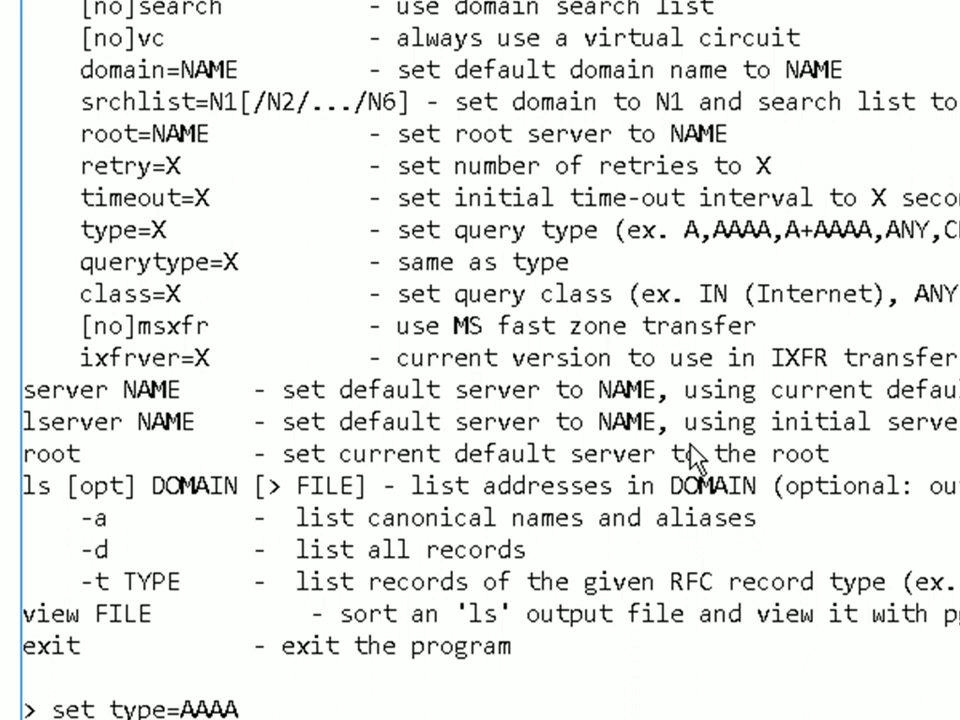 [no]search - use domain search list
[no]vc - always use a virtual circuit
domain=NAME - set default domain name to NAME
srchlist=N1[/N2/.../N6] - set domain to N1 and search list to
root=NAME - set root server to NAME
retry=X - set number of retries to X
timeout=X - set initial time-out interval to X
type=X - set query type (ex. A,AAAA,A+AAAA,ANY,
querytype=X - same as type
class=X - set query class (ex. IN (Internet), ANY
[no]msxfr - use MS fast zone transfer
ixfrver=X - current version to use in IXFR transfer
server NAME - set default server to NAME, using current
lserver NAME - set default server to NAME, using initial
root - set current default server to the root
ls [opt] DOMAIN [> FILE] - list addresses in DOMAIN (optional:
-a - list canonical names and aliases
-d - list all records
-t TYPE - list records of the given RFC record type (ex.
view FILE - sort an 'ls' output file and view it with
exit - exit the program
> set type=AAAA